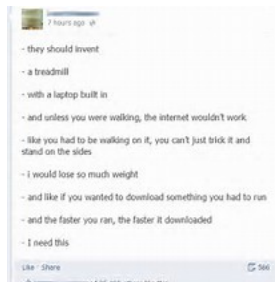 7 hours ago
- they should invent
- a treadmill
- with a laptop built in
- and unless you were walking, the internet wouldn't work
- like you had to be walking on it, you can't just trick it and
stand on the sides
- i would lose so much weight
- and like if you wanted to download something you had to run
- and the faster you ran, the faster it downloaded
- I need this
Like · Share
566